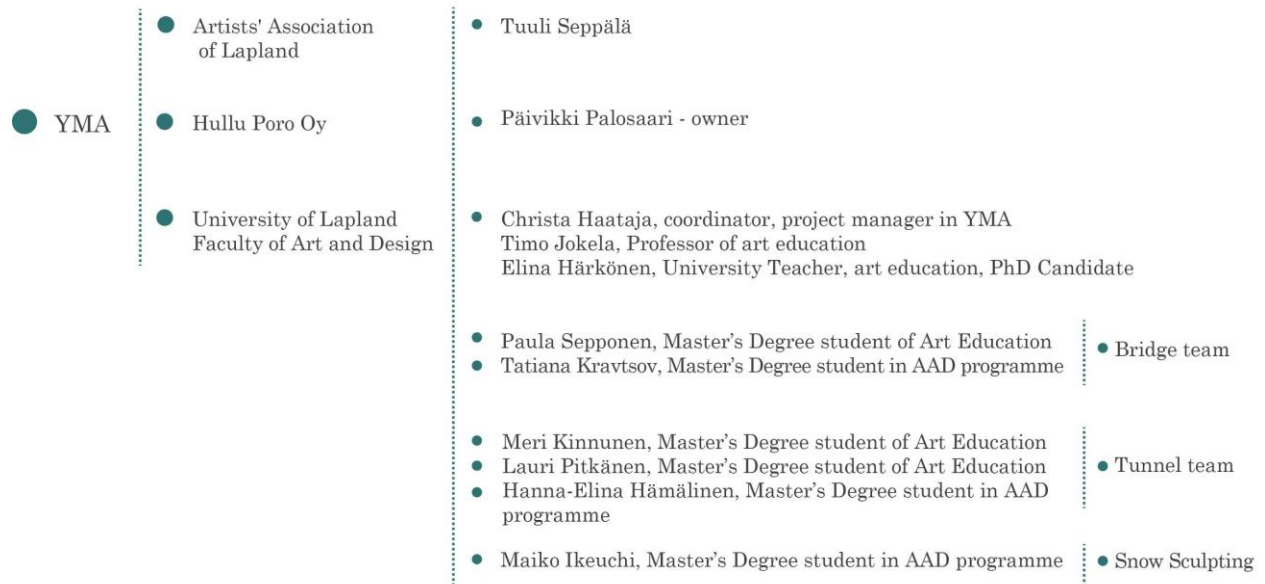 Artists' Association
of Lapland
Tuuli Seppälä
YMA
Hullu Poro Oy
Päivikki Palosaari - owner
University of Lapland
Faculty of Art and Design
Christa Haataja, coordinator, project manager in YMA
Timo Jokela, Professor of art education
Elina Härkönen, University Teacher, art education, PhD Candidate
Paula Sepponen, Master’s Degree student of Art Education
Tatiana Kravtsov, Master’s Degree student in AAD programme
Bridge team
Meri Kinnunen, Master’s Degree student of Art Education
Lauri Pitkänen, Master’s Degree student of Art Education
Hanna-Elina Hämälinen, Master’s Degree student in AAD
programme
Tunnel team
Maiko Ikeuchi, Master’s Degree student in AAD programme
Snow Sculpting